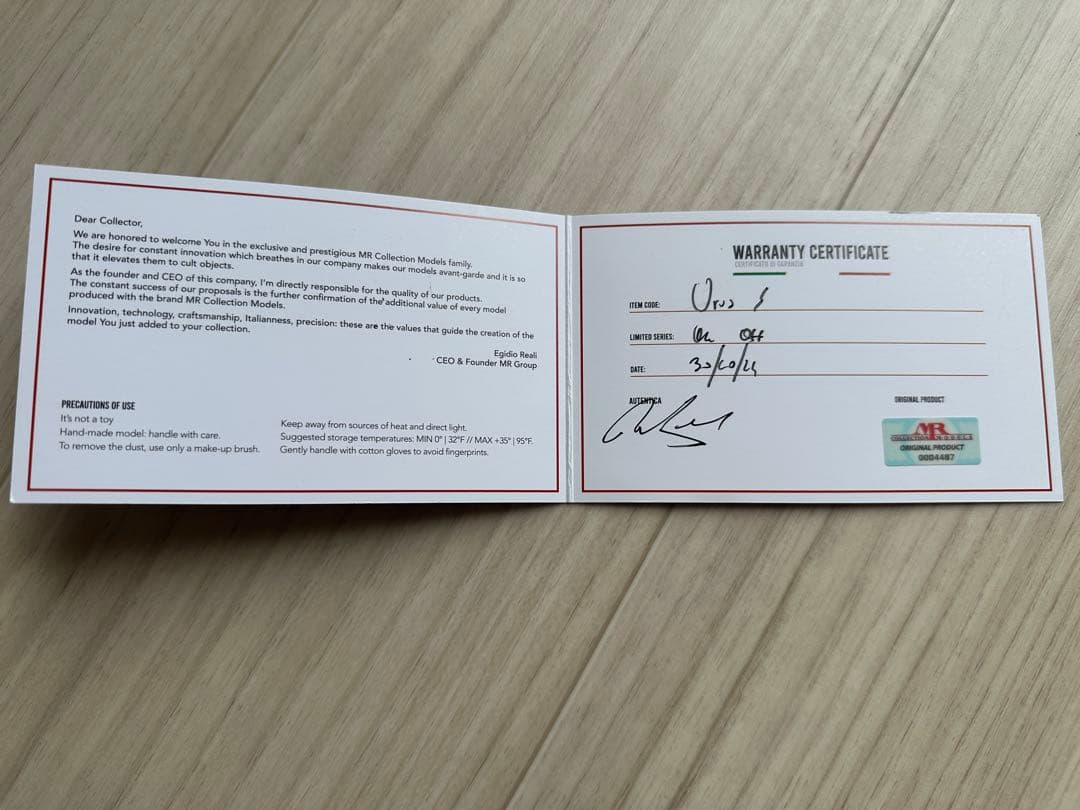 Dear Collector,
We are honored to welcome You in the exclusive and prestigious MR Collection Models family.
The desire for constant innovation which breathes in our company makes our models avant-garde and it is so
that it elevates them to cult objects.
As the founder and CEO of this company, I'm directly responsible for the quality of our products.
The constant success of our proposals is the further confirmation of the additional value of every model
produced with the brand MR Collection Models.
Innovation, technology, craftsmanship, Italianness, precision: these are the values that guide the creation of the
model You just added to your collection.
Egidio Reali
CEO & Founder MR Group
PRECAUTIONS OF USE
It's not a toy
Hand-made model: handle with care.
To remove the dust, use only a make-up brush.
Keep away from sources of heat and direct light.
Suggested storage temperatures: MIN 0° | 32°F // MAX +35° | 95°F.
Gently handle with cotton gloves to avoid fingerprints.
WARRANTY CERTIFICATE
CERTIFICATO DI GARANZIA
ITEM CODE: Urus S
LIMITED SERIES: One Off
DATE:
AUTENTICA
ORIGINAL PRODUCT
MR
COLLECTION MODELS
ORIGINAL PRODUCT
0004487